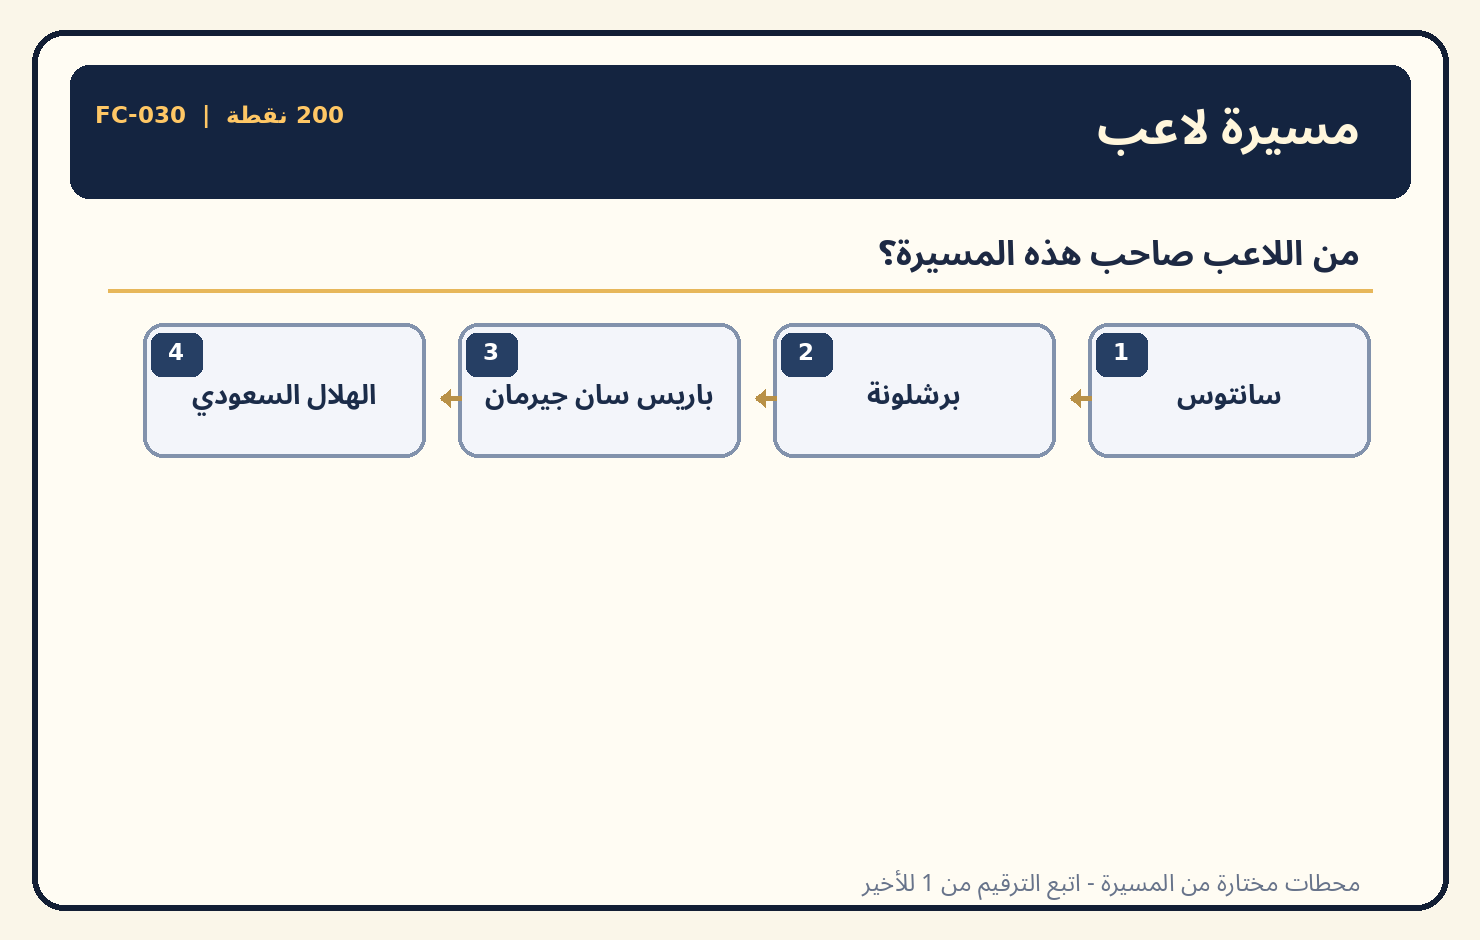 مسيرة لاعب
200 نقطة | FC-030
من اللاعب صاحب هذه المسيرة؟
1
سانتوس
2
برشلونة
3
باريس سان جيرمان
4
الهلال السعودي
محطات مختارة من المسيرة - اتبع الترقيم من 1 للأخير